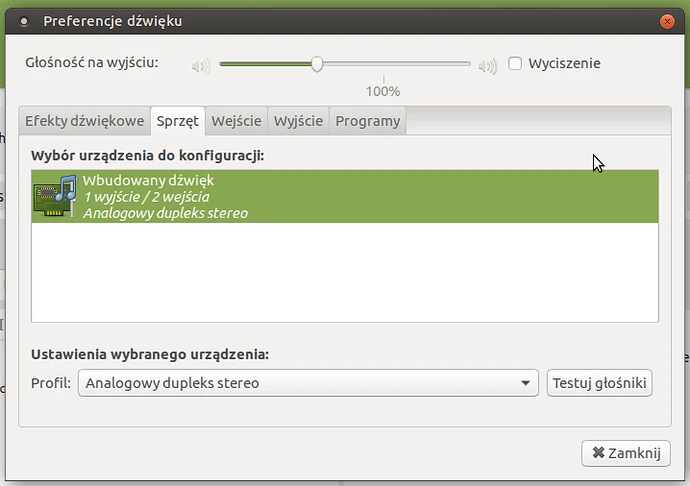 Preferencje dźwięku
Głośność na wyjściu:
Wyciszenie
100%
Efekty dźwiękowe Sprzęt Wejście Wyjście Programy
Wybór urządzenia do konfiguracji:
Wbudowany dźwięk
1 wyjście / 2 wejścia
Analogowy dupleks stereo
Ustawienia wybranego urządzenia:
Profil: Analogowy dupleks stereo Testuj głośniki
Zamknij